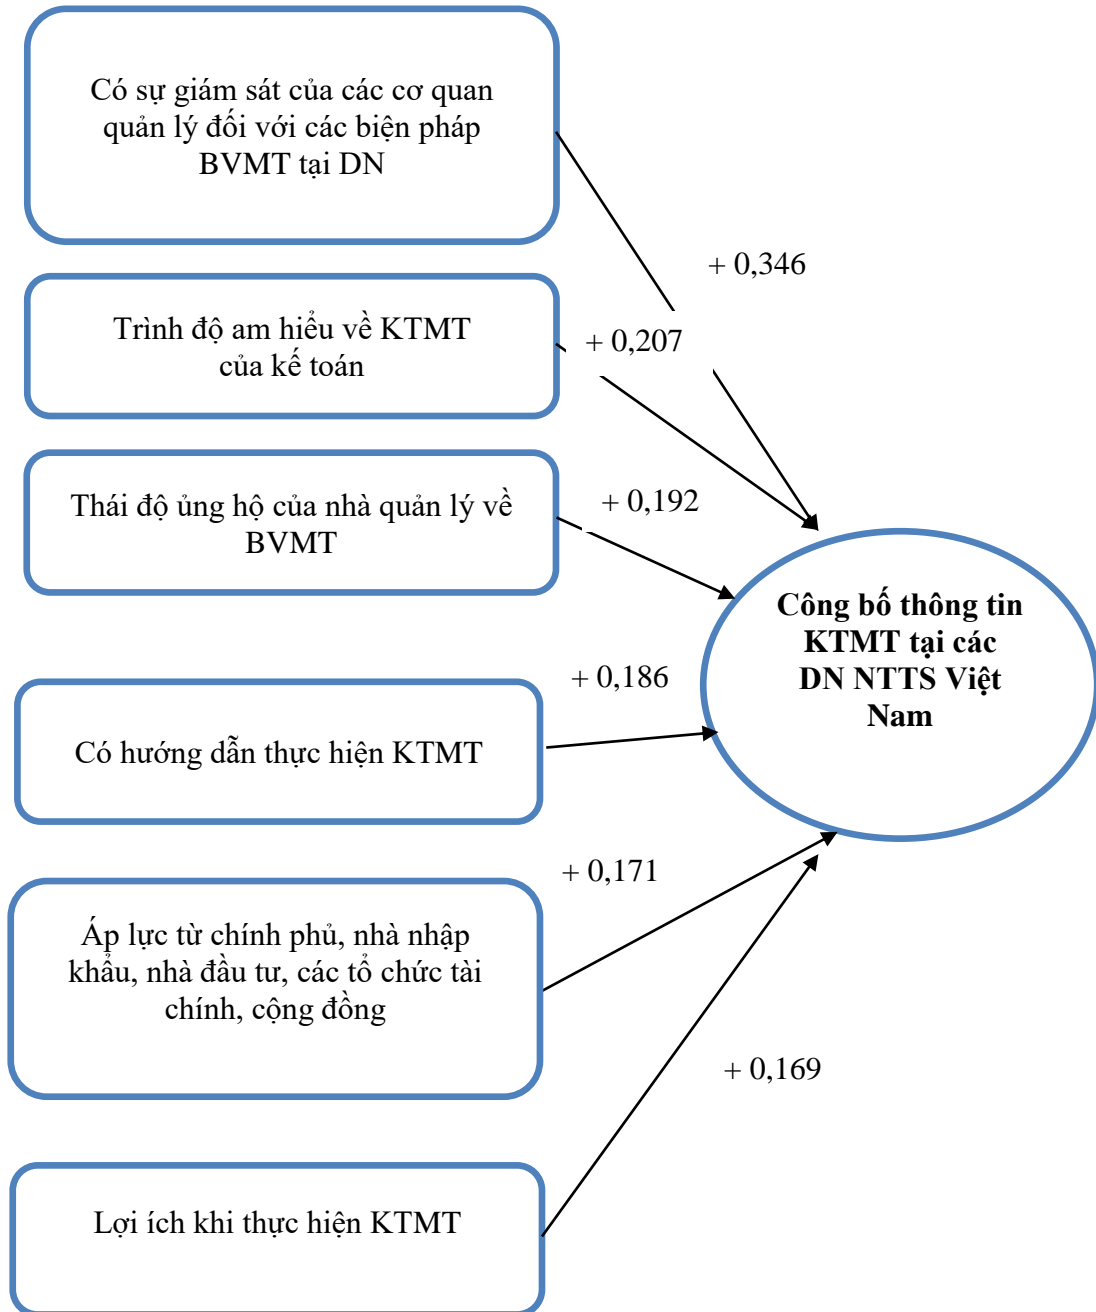 Có sự giám sát của các cơ quan
quản lý đối với các biện pháp
BVMT tại DN
+ 0,346
Trình độ am hiểu về KTMT
của kế toán
+ 0,207
Thái độ ủng hộ của nhà quản lý về
BVMT
+ 0,192
Công bố thông tin
KTMT tại các
DN NTTS Việt
Nam
+ 0,186
Có hướng dẫn thực hiện KTMT
+ 0,171
Áp lực từ chính phủ, nhà nhập
khẩu, nhà đầu tư, các tổ chức tài
chính, cộng đồng
+ 0,169
Lợi ích khi thực hiện KTMT